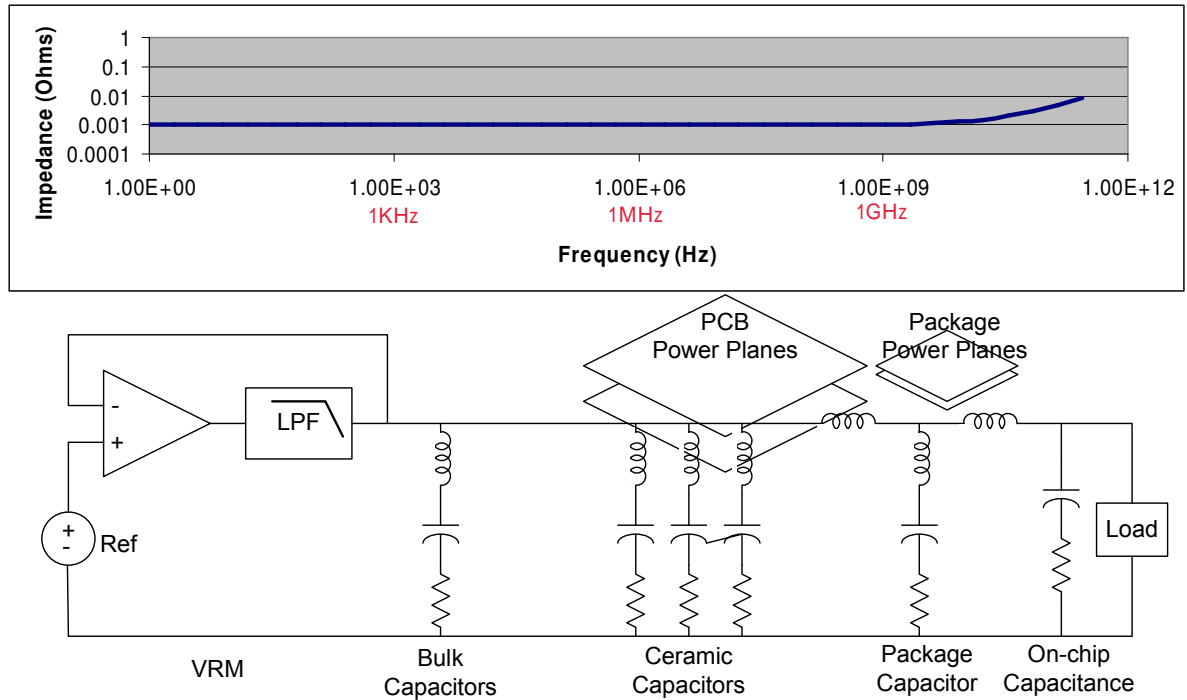 Impedance (Ohms)
1
0.1
0.01
0.001
0.0001
1.00E+00
1.00E+03
1.00E+06
1.00E+09
1.00E+12
1KHz
1MHz
1GHz
Frequency (Hz)
PCB
Power Planes
Package
Power Planes
-
+
LPF
+
-
Ref
Load
VRM
Bulk
Capacitors
Ceramic
Capacitors
Package
Capacitor
On-chip
Capacitance